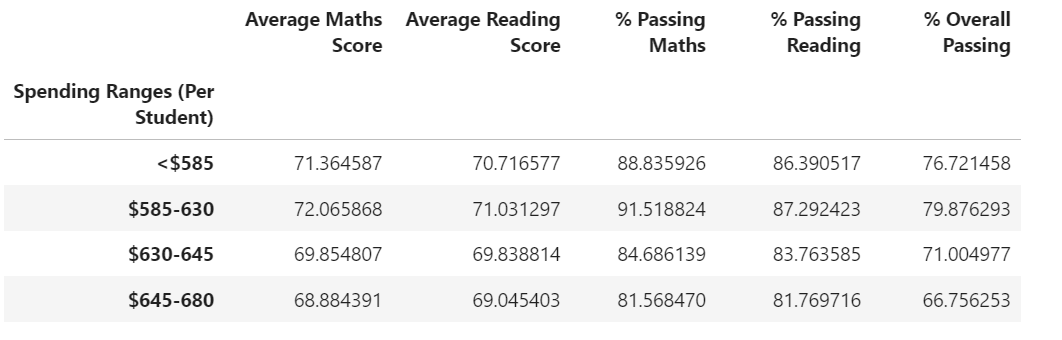 Average Maths Score Average Reading Score % Passing Maths % Passing Reading % Overall Passing
Spending Ranges (Per Student)
<$585 71.364587 70.716577 88.835926 86.390517 76.721458
$585-630 72.065868 71.031297 91.518824 87.292423 79.876293
$630-645 69.854807 69.838814 84.686139 83.763585 71.004977
$645-680 68.884391 69.045403 81.568470 81.769716 66.756253